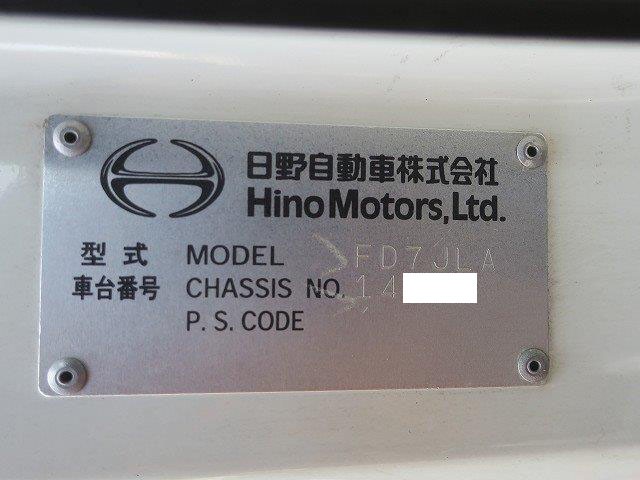 日野自動車株式会社
Hino Motors, Ltd.
型式 MODEL FD7JLA
車台番号 CHASSIS NO. 14
P. S. CODE